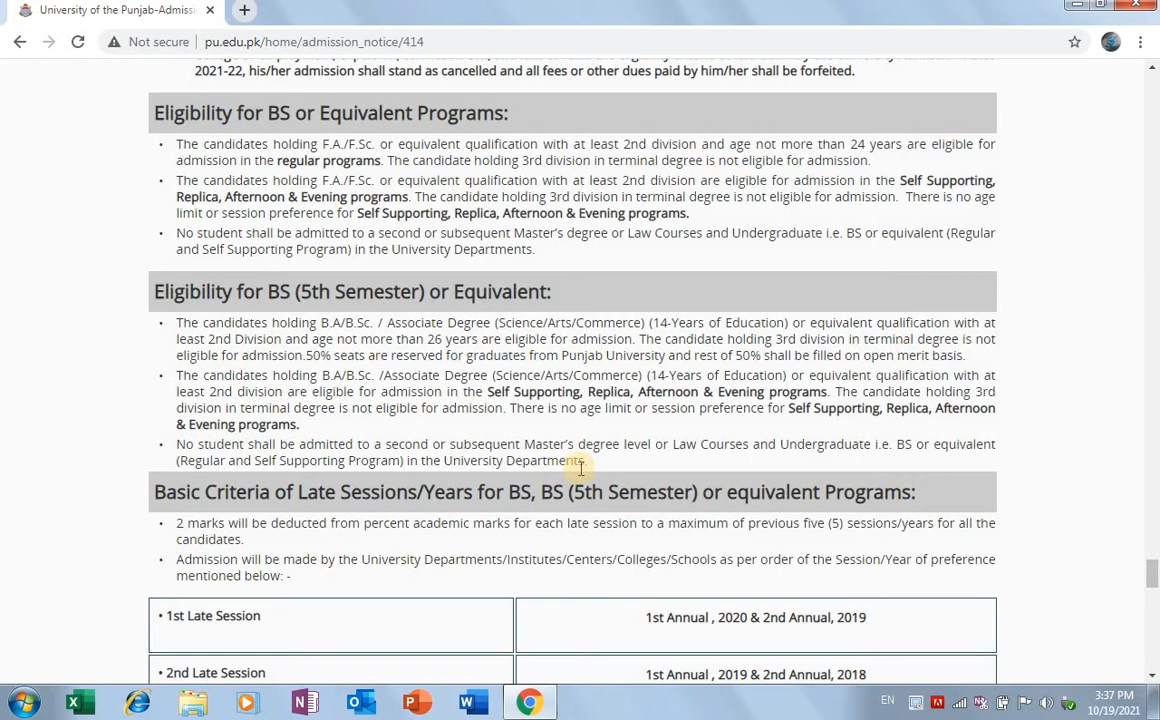 University of the Punjab-Admissi
Not secure
pu.edu.pk/home/admission_notice/414
2021-22, his/her admission shall stand as cancelled and all fees or other dues paid by him/her shall be forfeited.
Eligibility for BS or Equivalent Programs:
• The candidates holding F.A./F.Sc. or equivalent qualification with at least 2nd division and age not more than 24 years are eligible for
admission in the regular programs. The candidate holding 3rd division in terminal degree is not eligible for admission.
• The candidates holding F.A./F.Sc. or equivalent qualification with at least 2nd division are eligible for admission in the Self Supporting,
Replica, Afternoon & Evening programs. The candidate holding 3rd division in terminal degree is not eligible for admission. There is no age
limit or session preference for Self Supporting, Replica, Afternoon & Evening programs.
• No student shall be admitted to a second or subsequent Master's degree or Law Courses and Undergraduate i.e. BS or equivalent (Regular
and Self Supporting Program) in the University Departments.
Eligibility for BS (5th Semester) or Equivalent:
• The candidates holding B.A/B.Sc. / Associate Degree (Science/Arts/Commerce) (14-Years of Education) or equivalent qualification with at
least 2nd Division and age not more than 26 years are eligible for admission. The candidate holding 3rd division in terminal degree is not
eligible for admission.50% seats are reserved for graduates from Punjab University and rest of 50% shall be filled on open merit basis.
• The candidates holding B.A/B.Sc. /Associate Degree (Science/Arts/Commerce) (14-Years of Education) or equivalent qualification with at
least 2nd division are eligible for admission in the Self Supporting, Replica, Afternoon & Evening programs. The candidate holding 3rd
division in terminal degree is not eligible for admission. There is no age limit or session preference for Self Supporting, Replica, Afternoon
& Evening programs.
• No student shall be admitted to a second or subsequent Master's degree level or Law Courses and Undergraduate i.e. BS or equivalent
(Regular and Self Supporting Program) in the University Departments.
Basic Criteria of Late Sessions/Years for BS, BS (5th Semester) or equivalent Programs:
• 2 marks will be deducted from percent academic marks for each late session to a maximum of previous five (5) sessions/years for all the
candidates.
• Admission will be made by the University Departments/Institutes/Centers/Colleges/Schools as per order of the Session/Year of preference
mentioned below: -
• 1st Late Session 1st Annual , 2020 & 2nd Annual, 2019
• 2nd Late Session 1st Annual , 2019 & 2nd Annual, 2018
EN
3:37 PM
10/19/2021